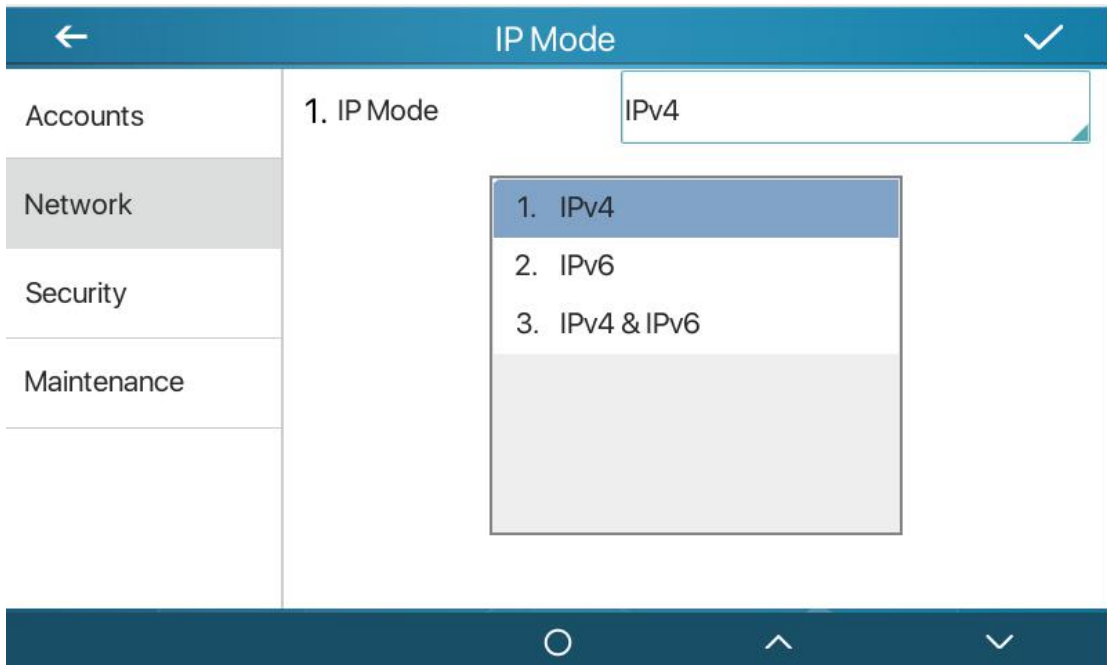 IP Mode
Accounts
1. IP Mode
IPv4
Network
1. IPv4
2. IPv6
Security
3. IPv4 & IPv6
Maintenance